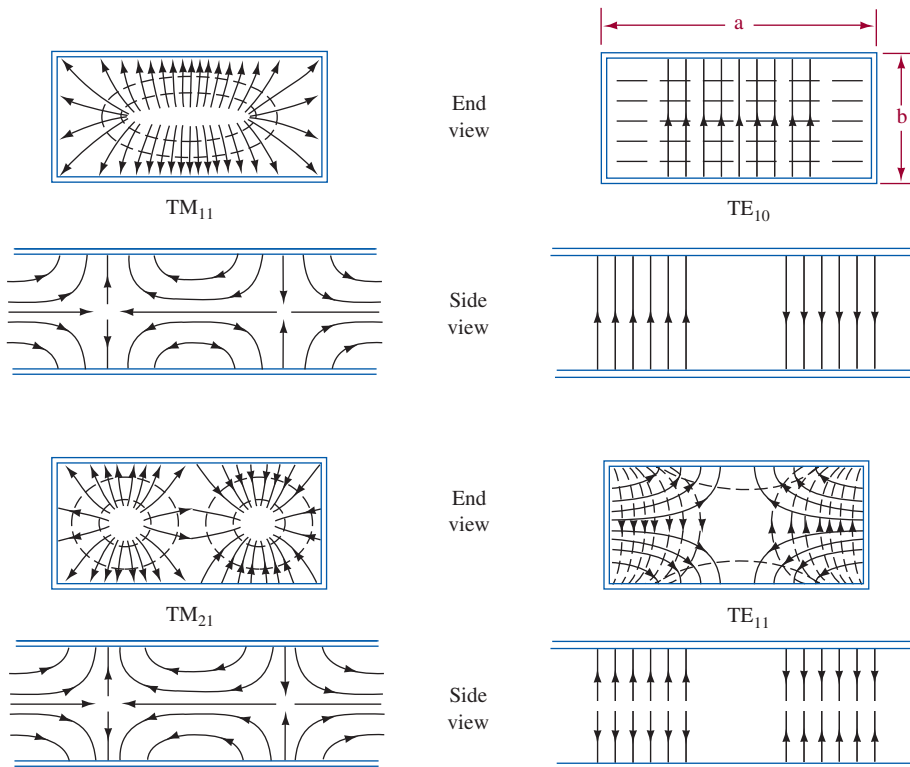 a
End
view
b
TM₁₁
TE₁₀
Side
view
End
view
TM₂₁
TE₁₁
Side
view